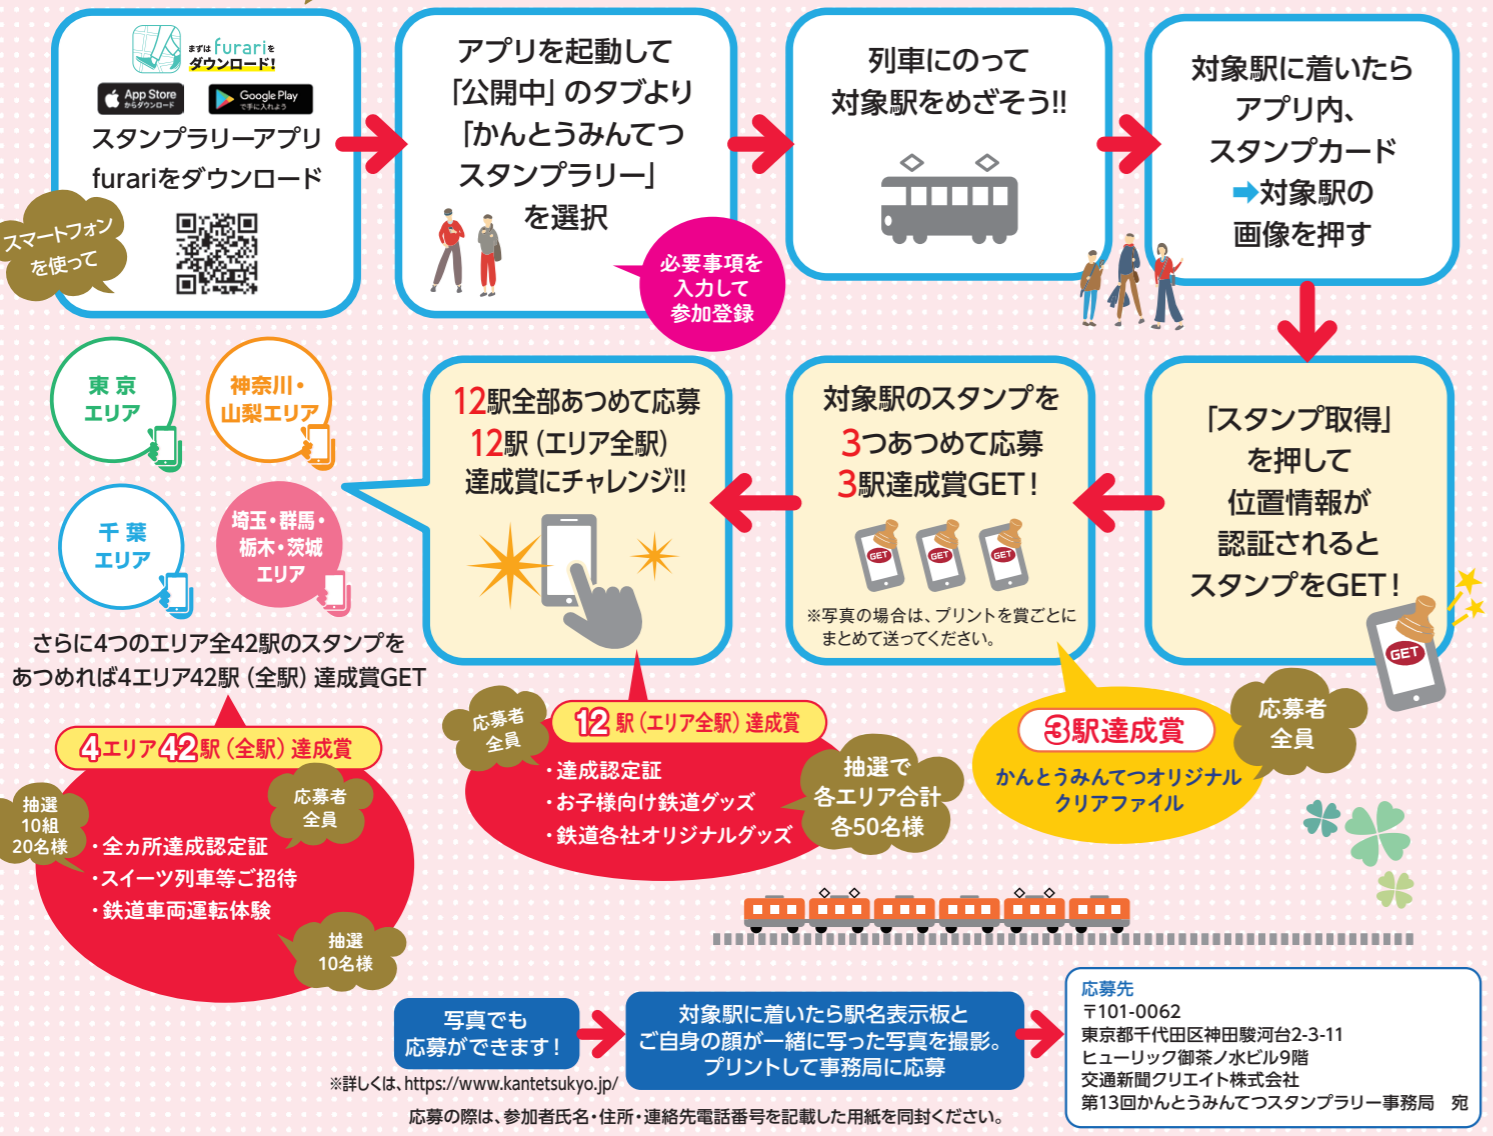 まずはfurariを
ダウンロード!
App Store
からダウンロード
Google Play
で手に入れよう
スタンプラリーアプリ
furariをダウンロード
スマートフォン
を使って
アプリを起動して
「公開中」のタブより
「かんとうみんてつ
スタンプラリー」
を選択
必要事項を
入力して
参加登録
列車にのって
対象駅をめざそう!!
対象駅に着いたら
アプリ内、
スタンプカード
➡対象駅の
画像を押す
「スタンプ取得」
を押して
位置情報が
認証されると
スタンプをGET!
GET
対象駅のスタンプを
3つあつめて応募
3駅達成賞GET!
GET
GET
GET
※写真の場合は、プリントを賞ごとに
まとめて送ってください。
12駅全部あつめて応募
12駅(エリア全駅)
達成賞にチャレンジ!!
東京
エリア
神奈川・
山梨エリア
千葉
エリア
埼玉・群馬・
栃木・茨城
エリア
さらに4つのエリア全42駅のスタンプを
あつめれば4エリア42駅(全駅)達成賞GET
4エリア42駅(全駅)達成賞
抽選
10組
20名様
応募者
全員
・全ヵ所達成認定証
・スイーツ列車等ご招待
・鉄道車両運転体験
抽選
10名様
応募者
全員
12駅(エリア全駅)達成賞
・達成認定証
・お子様向け鉄道グッズ
・鉄道各社オリジナルグッズ
抽選で
各エリア合計
各50名様
3駅達成賞
かんとうみんてつオリジナル
クリアファイル
応募者
全員
写真でも
応募ができます!
対象駅に着いたら駅名表示板と
ご自身の顔が一緒に写った写真を撮影。
プリントして事務局に応募
※詳しくは、https://www.kantetsukyo.jp/
応募の際は、参加者氏名・住所・連絡先電話番号を記載した用紙を同封ください。
応募先
〒101-0062
東京都千代田区神田駿河台2-3-11
ヒューリック御茶ノ水ビル9階
交通新聞クリエイト株式会社
第13回かんとうみんてつスタンプラリー事務局 宛